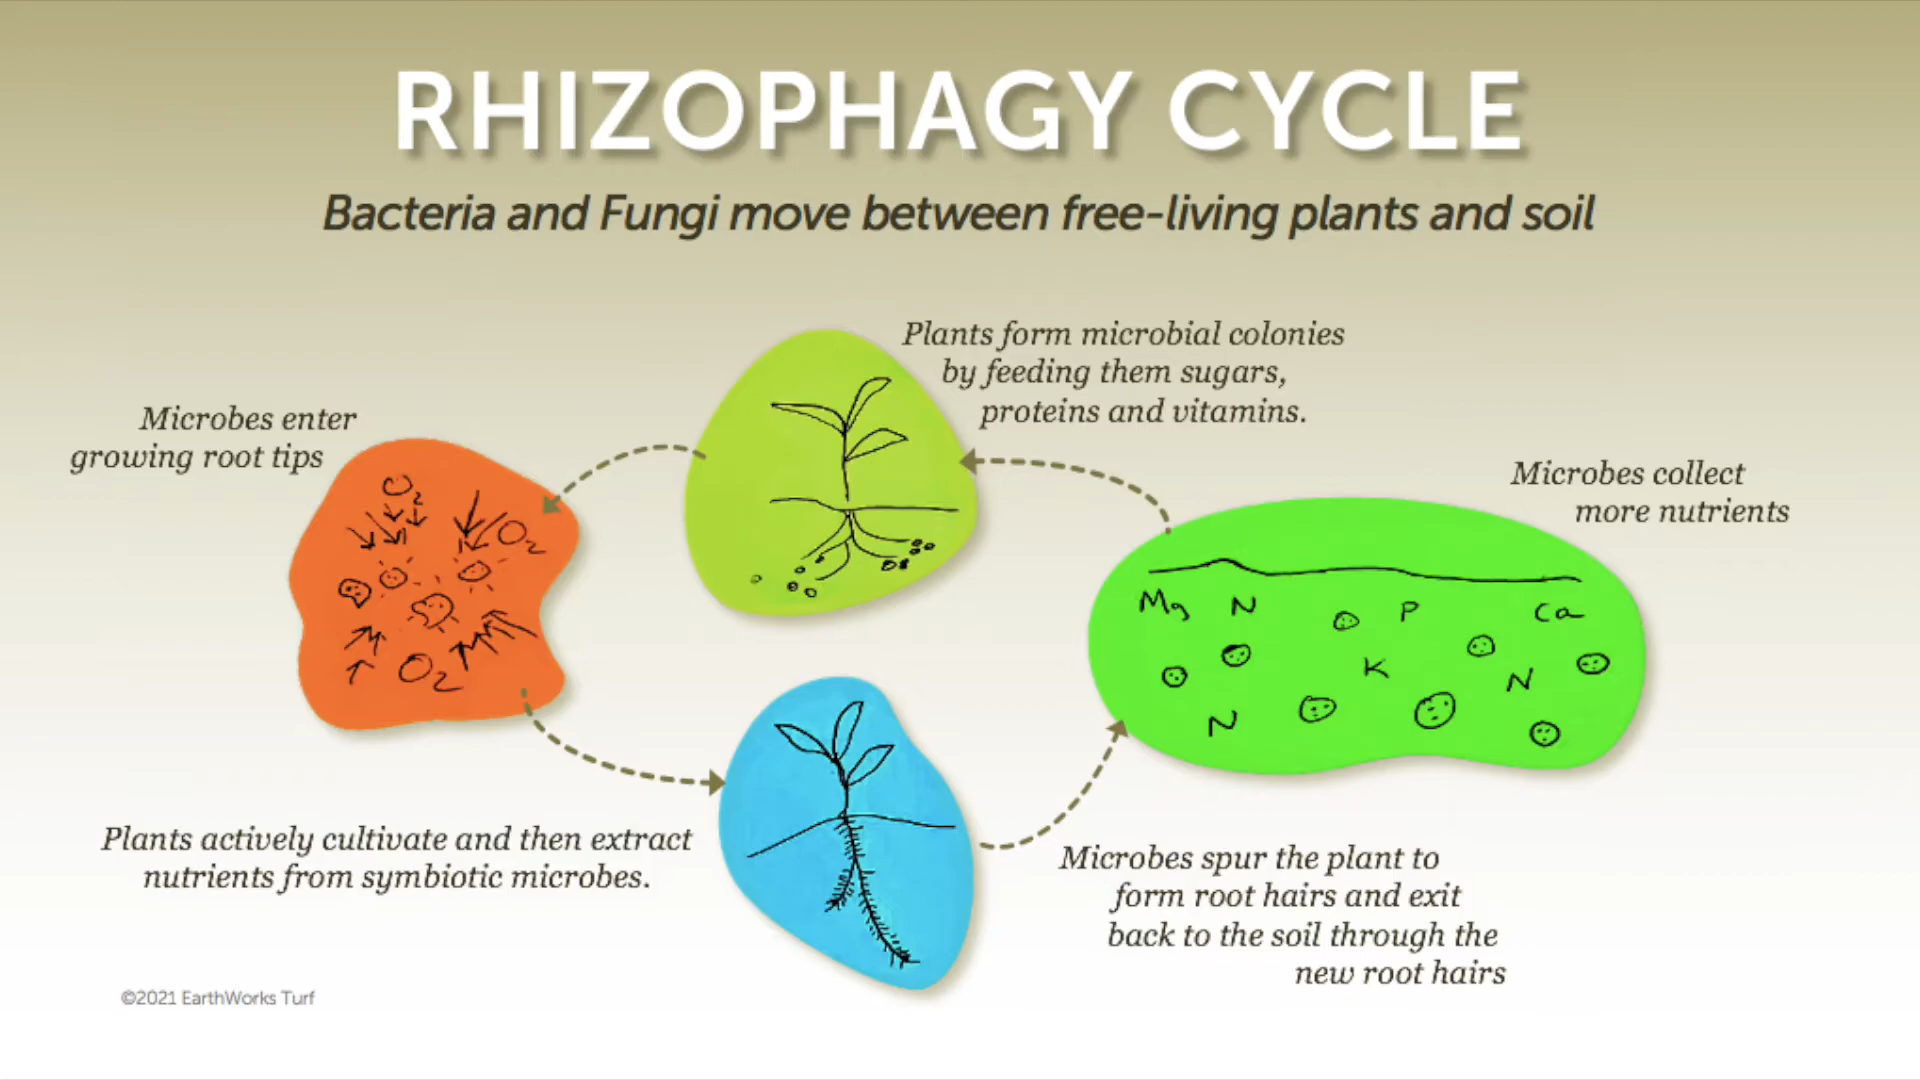 RHIZOPHAGY CYCLE
Bacteria and Fungi move between free-living plants and soil
Plants form microbial colonies
by feeding them sugars,
proteins and vitamins.
Microbes enter
growing root tips
Microbes collect
more nutrients
O2
O2
O2
Mg N P Ca
K
N
N
Plants actively cultivate and then extract
nutrients from symbiotic microbes.
Microbes spur the plant to
form root hairs and exit
back to the soil through the
new root hairs
©2021 EarthWorks Turf